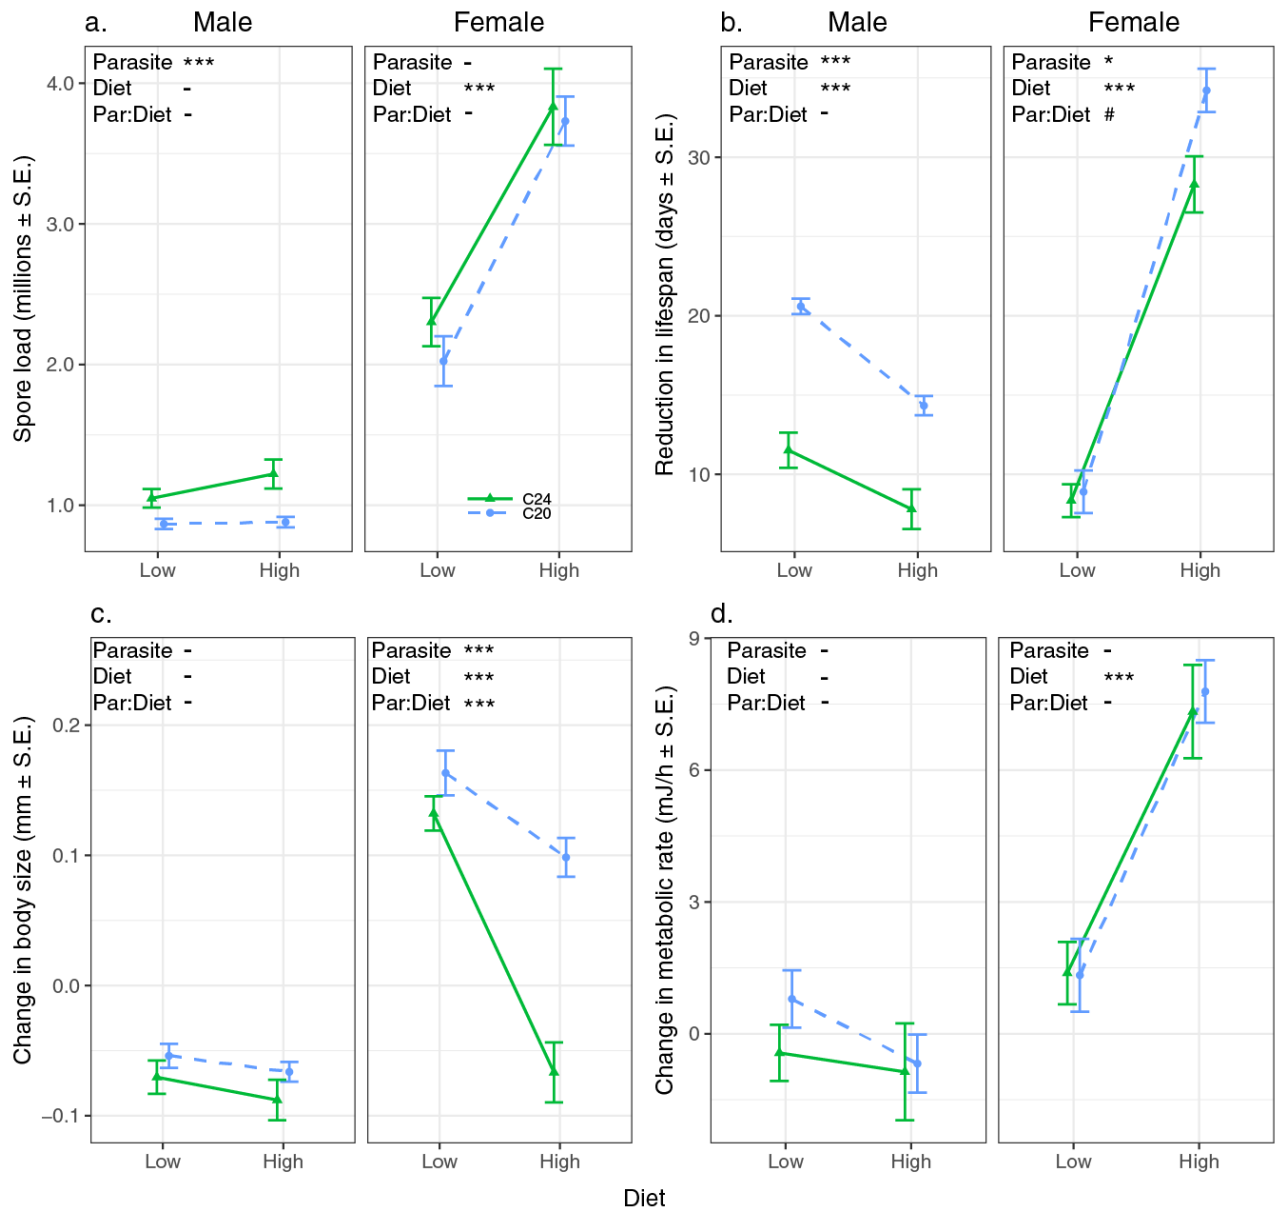 a.
Male
Female
Spore load (millions ± S.E.)
4.0
3.0
2.0
1.0
Parasite ***
Diet -
Par:Diet -
Parasite -
Diet ***
Par:Diet -
C24
C20
Low
High
Low
High
b.
Male
Female
Reduction in lifespan (days ± S.E.)
30
20
10
Parasite ***
Diet ***
Par:Diet -
Parasite *
Diet ***
Par:Diet #
Low
High
Low
High
c.
Change in body size (mm ± S.E.)
0.2
0.1
0.0
−0.1
Parasite -
Diet -
Par:Diet -
Parasite ***
Diet ***
Par:Diet ***
Low
High
Low
High
d.
Change in metabolic rate (mJ/h ± S.E.)
9
6
3
0
Parasite -
Diet -
Par:Diet -
Parasite -
Diet ***
Par:Diet -
Low
High
Low
High
Diet